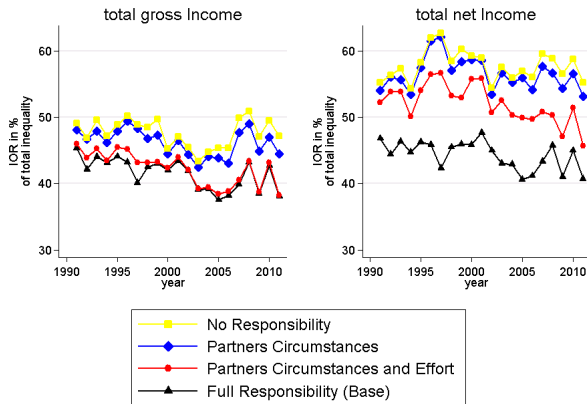 total gross Income
total net Income
IOR in %
of total inequality
60
50
40
30
1990
1995
2000
2005
2010
year
IOR in %
of total inequality
60
50
40
30
1990
1995
2000
2005
2010
year
No Responsibility
Partners Circumstances
Partners Circumstances and Effort
Full Responsibility (Base)